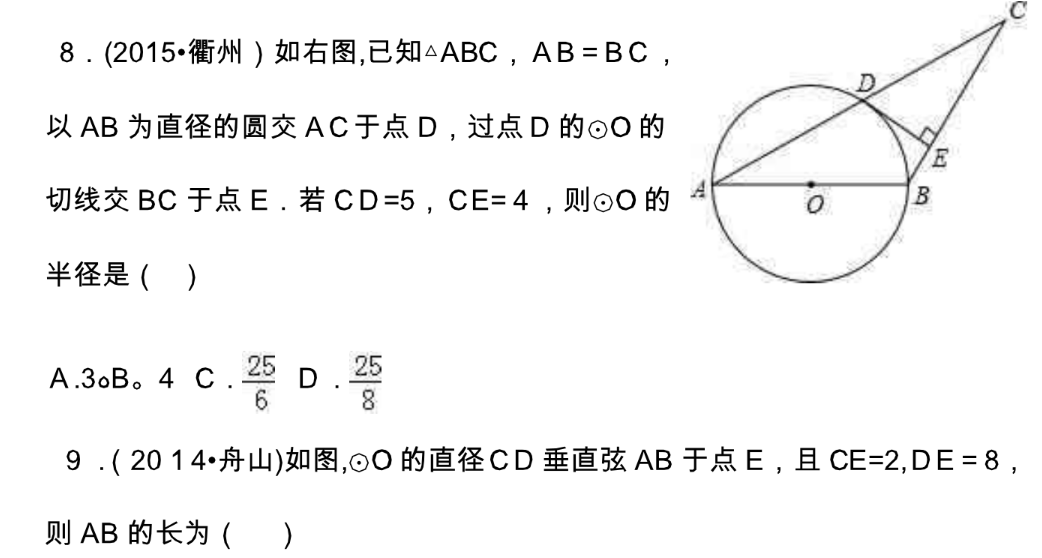 8．(2015•衢州）如右图,已知△ABC，AB=BC，
以 AB 为直径的圆交 AC于点 D，过点 D 的⊙O 的
切线交 BC 于点 E．若 CD=5，CE=4，则⊙O 的
半径是(　)
A.3oB。4 C．25/6 D．25/8
C
D
E
A
O
B
9．(2014•舟山)如图,⊙O 的直径 CD 垂直弦 AB 于点 E，且 CE=2,DE=8，
则 AB 的长为(　)